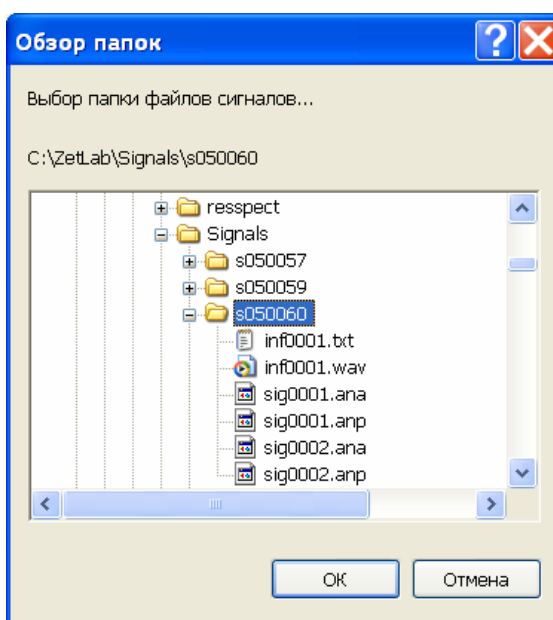 Обзор папок
Выбор папки файлов сигналов...
C:\ZetLab\Signals\s050060
resspect
Signals
s050057
s050059
s050060
inf0001.txt
inf0001.wav
sig0001.ana
sig0001.anp
sig0002.ana
sig0002.anp
ОК
Отмена